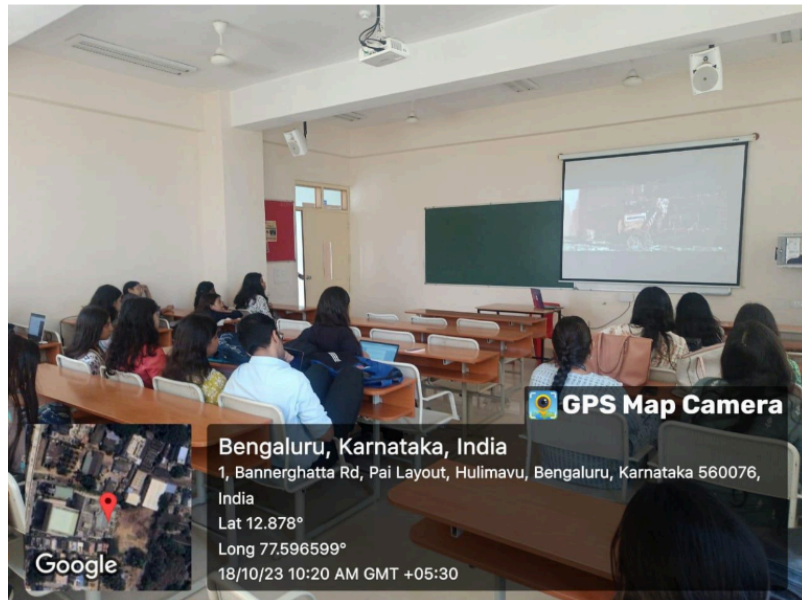 GPS Map Camera
Bengaluru, Karnataka, India
1, Bannerghatta Rd, Pai Layout, Hulimavu, Bengaluru, Karnataka 560076,
India
Lat 12.878°
Long 77.596599°
18/10/23 10:20 AM GMT +05:30
Google